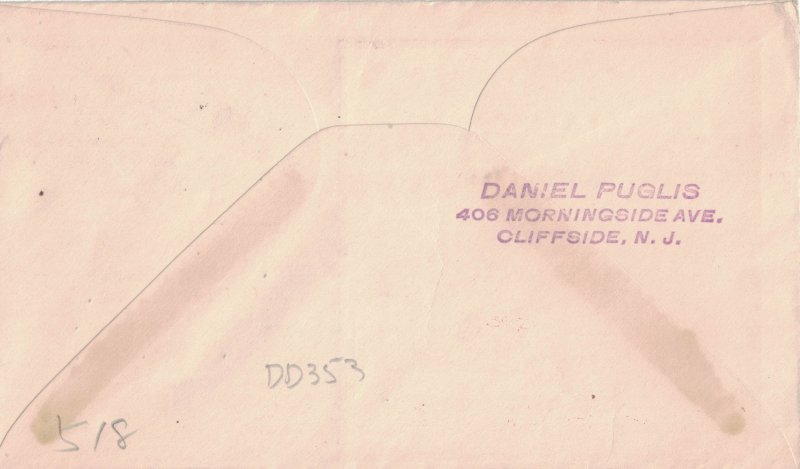 DANIEL PUGLIS
406 MORNINGSIDE AVE.
CLIFFSIDE, N. J.
DD353
518